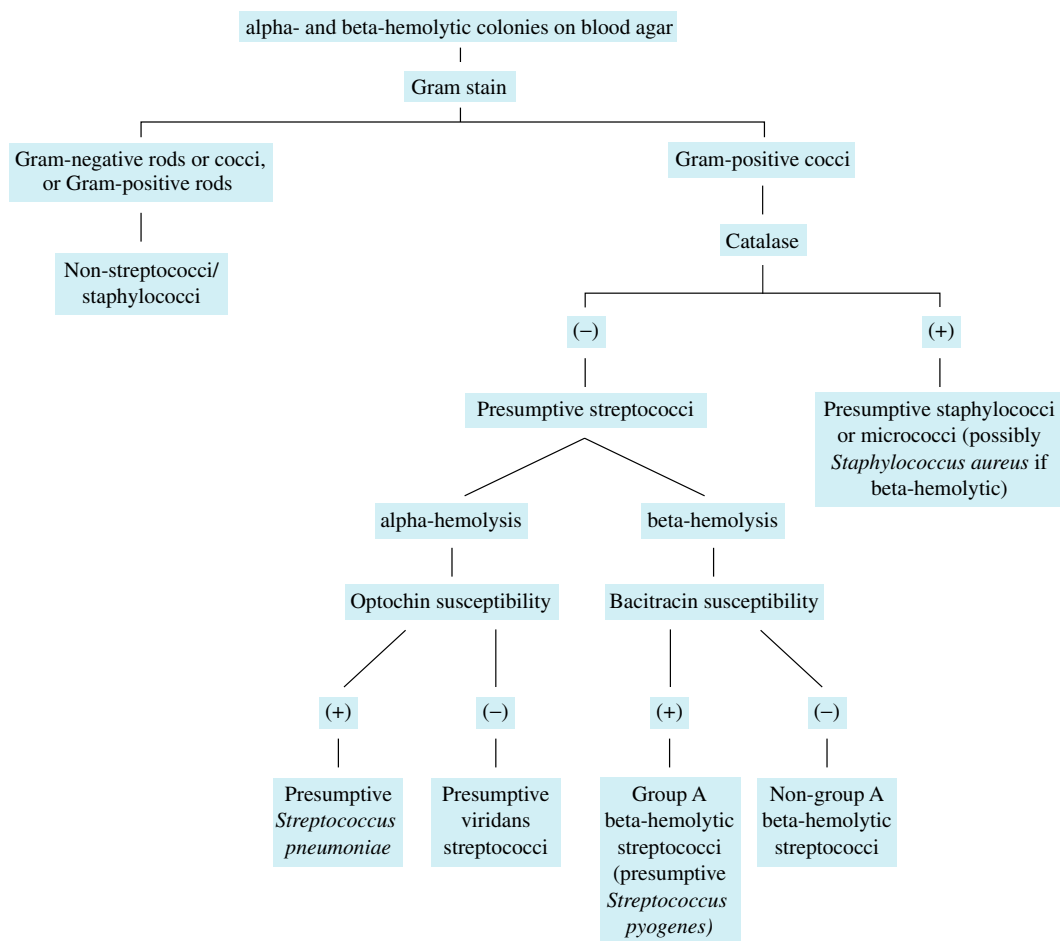 alpha- and beta-hemolytic colonies on blood agar
Gram stain
Gram-negative rods or cocci,
or Gram-positive rods
Gram-positive cocci
Non-streptococci/
staphylococci
Catalase
(−)
(+)
Presumptive streptococci
Presumptive staphylococci
or micrococci (possibly
Staphylococcus aureus if
beta-hemolytic)
alpha-hemolysis
beta-hemolysis
Optochin susceptibility
Bacitracin susceptibility
(+)
(−)
(+)
(−)
Presumptive
Streptococcus
pneumoniae
Presumptive
viridans
streptococci
Group A
beta-hemolytic
streptococci
(presumptive
Streptococcus
pyogenes)
Non-group A
beta-hemolytic
streptococci